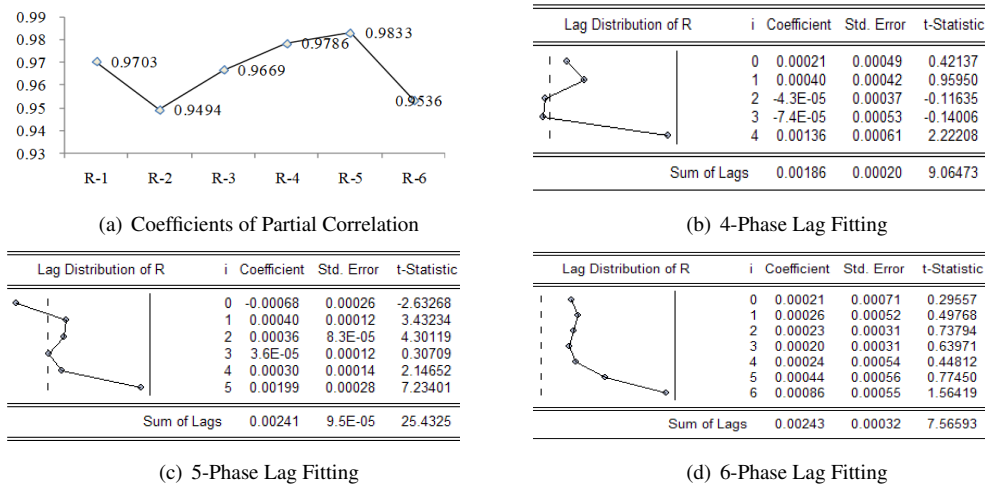 0.99
0.98
0.97
0.96
0.95
0.94
0.93
0.9703
0.9494
0.9669
0.9786
0.9833
0.9536
R-1 R-2 R-3 R-4 R-5 R-6
(a) Coefficients of Partial Correlation
Lag Distribution of R i Coefficient Std. Error t-Statistic
0 0.00021 0.00049 0.42137
1 0.00040 0.00042 0.95950
2 -4.3E-05 0.00037 -0.11635
3 -7.4E-05 0.00053 -0.14006
4 0.00136 0.00061 2.22208
Sum of Lags 0.00186 0.00020 9.06473
(b) 4-Phase Lag Fitting
Lag Distribution of R i Coefficient Std. Error t-Statistic
0 -0.00068 0.00026 -2.63268
1 0.00040 0.00012 3.43234
2 0.00036 8.3E-05 4.30119
3 3.6E-05 0.00012 0.30709
4 0.00030 0.00014 2.14652
5 0.00199 0.00028 7.23401
Sum of Lags 0.00241 9.5E-05 25.4325
(c) 5-Phase Lag Fitting
Lag Distribution of R i Coefficient Std. Error t-Statistic
0 0.00021 0.00071 0.29557
1 0.00026 0.00052 0.49768
2 0.00023 0.00031 0.73794
3 0.00020 0.00031 0.63971
4 0.00024 0.00054 0.44812
5 0.00044 0.00056 0.77450
6 0.00086 0.00055 1.56419
Sum of Lags 0.00243 0.00032 7.56593
(d) 6-Phase Lag Fitting